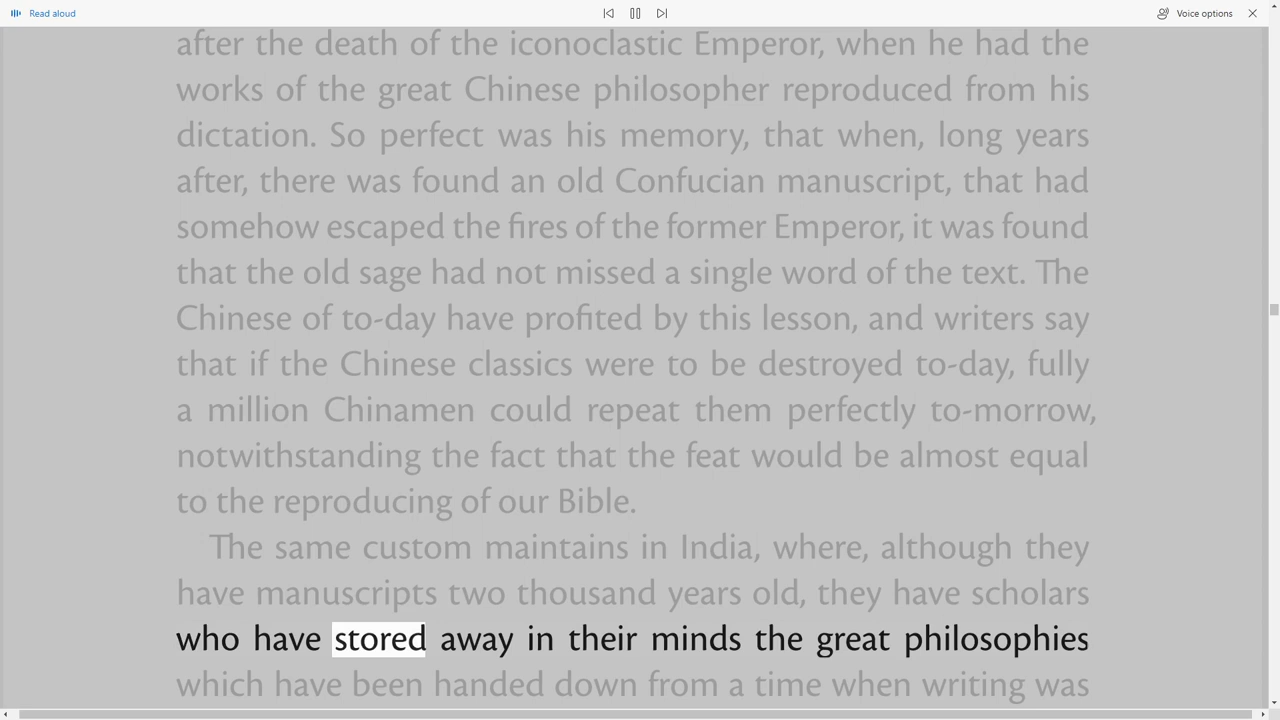 Read aloud
Voice options
after the death of the iconoclastic Emperor, when he had the
works of the great Chinese philosopher reproduced from his
dictation. So perfect was his memory, that when, long years
after, there was found an old Confucian manuscript, that had
somehow escaped the fires of the former Emperor, it was found
that the old sage had not missed a single word of the text. The
Chinese of to-day have profited by this lesson, and writers say
that if the Chinese classics were to be destroyed to-day, fully
a million Chinamen could repeat them perfectly to-morrow,
notwithstanding the fact that the feat would be almost equal
to the reproducing of our Bible.
The same custom maintains in India, where, although they
have manuscripts two thousand years old, they have scholars
who have stored away in their minds the great philosophies
which have been handed down from a time when writing was